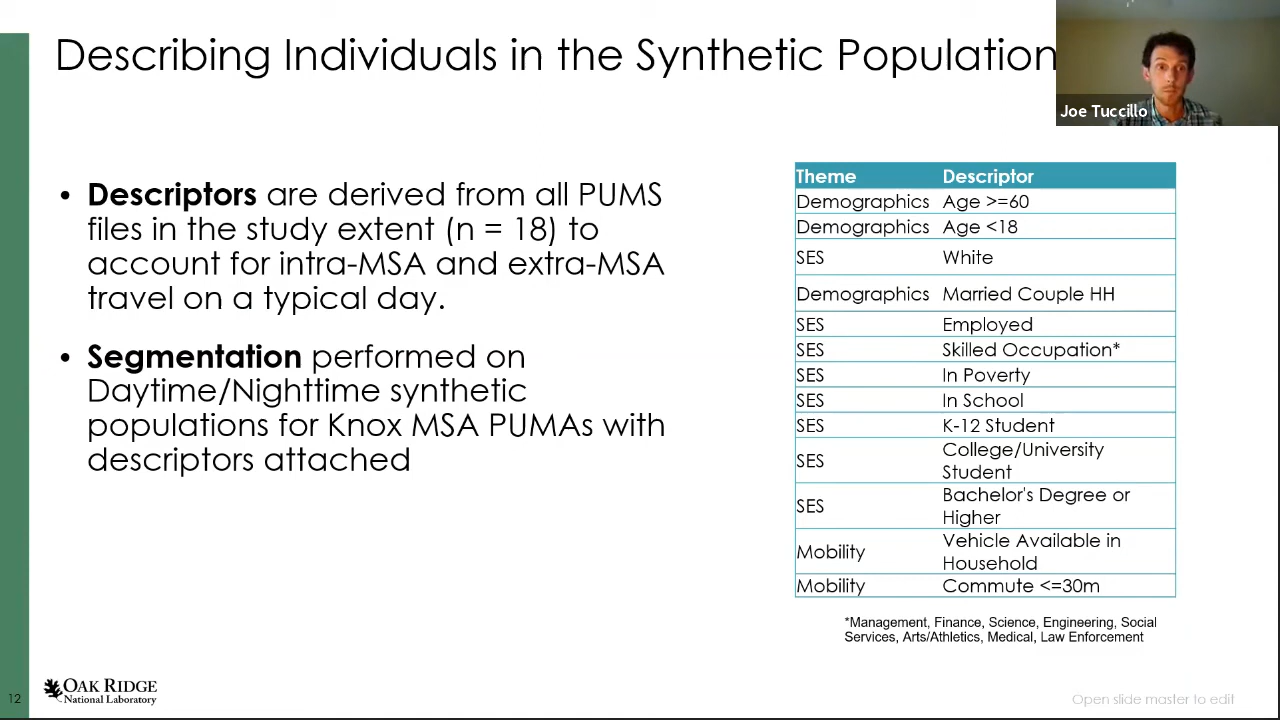 Describing Individuals in the Synthetic Population
Joe Tuccillo
• Descriptors are derived from all PUMS
files in the study extent (n = 18) to
account for intra-MSA and extra-MSA
travel on a typical day.
• Segmentation performed on
Daytime/Nighttime synthetic
populations for Knox MSA PUMAs with
descriptors attached
Theme Descriptor
Demographics Age >=60
Demographics Age <18
SES White
Demographics Married Couple HH
SES Employed
SES Skilled Occupation*
SES In Poverty
SES In School
SES K-12 Student
SES College/University
Student
SES Bachelor's Degree or
Higher
Mobility Vehicle Available in
Household
Mobility Commute <=30m
*Management, Finance, Science, Engineering, Social
Services, Arts/Athletics, Medical, Law Enforcement
12
OAK RIDGE
National Laboratory
Open slide master to edit